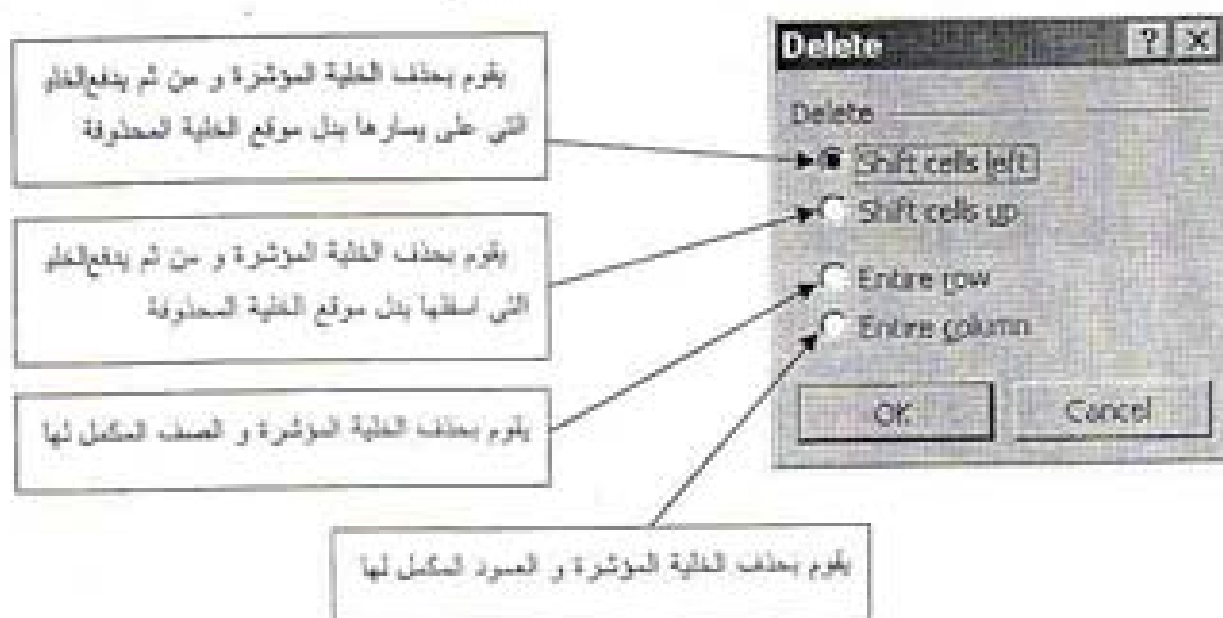 يقوم بحذف الخلية المؤشرة و من ثم يدفع الخلايا
التي على يسارها بدل موقع الخلية المحذوفة
يقوم بحذف الخلية المؤشرة و من ثم يدفع
التي اسفلها بدل موقع الخلية المحذوفة
يقوم بحذف الخلية المؤشرة و الصف المكمل لها
يقوم بحذف الخلية المؤشرة و العمود المكمل لها
Delete
Delete
Shift cells left
Shift cells up
Entire row
Entire column
OK
Cancel